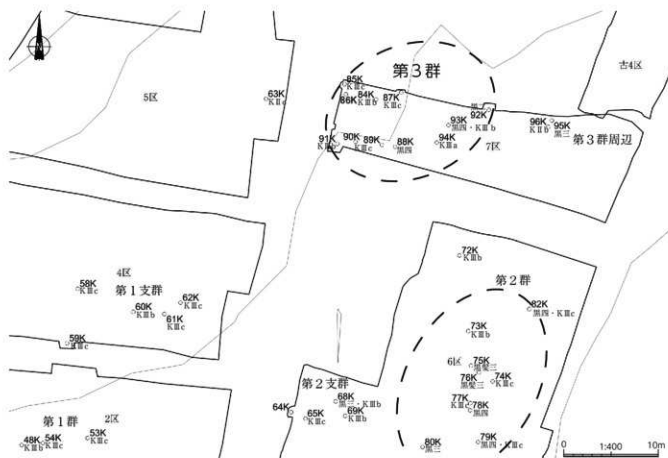 第3群
古4区
5区
63K
KⅢc
85K
KⅢc
86K
84K
KⅢb
87K
KⅢc
92K
93K
黒四・KⅢb
96K
KⅡb
95K
黒三
第3群周辺
91K
KⅢb
90K
KⅢc
89K
88K
黒四
94K
KⅢa
7区
72K
KⅢb
第2群
82K
黒四・KⅢc
4区
58K
KⅢc
第1支群
60K
KⅢb
62K
KⅢc
61K
KⅢc
59K
KⅢc
73K
KⅢb
6区
75K
黒髪三
76K
黒髪三
74K
KⅢc
77K
KⅢc
78K
黒四
第2支群
64K
65K
KⅢc
68K
黒三・KⅢb
69K
KⅢb
80K
黒三
79K
黒四・KⅢc
第1群
2区
48K
KⅢb
54K
KⅢc
53K
KⅢc
0
1:400
10m